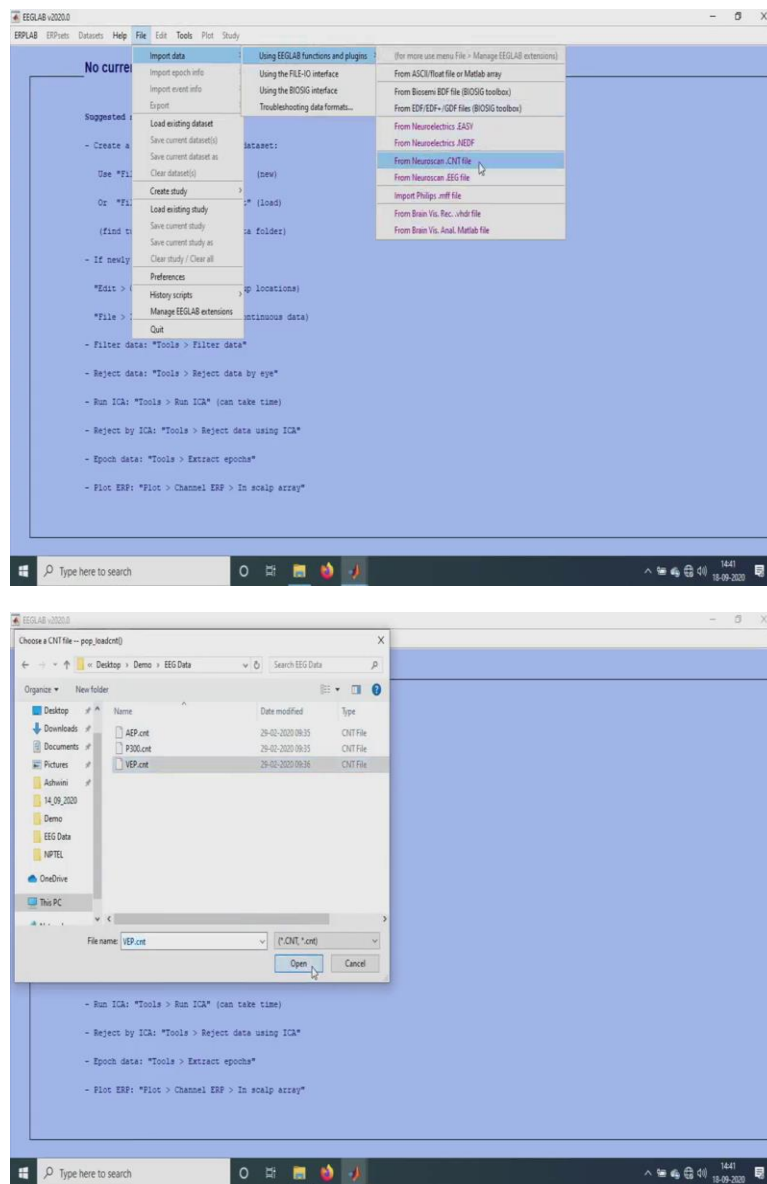 EEGLAB v2020.0
ERPLAB ERPsets Datasets Help File Edit Tools Plot Study
No curre
Import data
Import epoch info
Import event info
Export
Load existing dataset
Save current dataset(s)
Save current dataset as
Clear dataset(s)
Create study
Load existing study
Save current study
Save current study as
Clear study / Clear all
Preferences
History scripts
Manage EEGLAB extensions
Quit
Using EEGLAB functions and plugins
Using the FILE-IO interface
Using the BIOSIG interface
Troubleshooting data formats...
(for more use menu File > Manage EEGLAB extensions)
From ASCII/float file or Matlab array
From Biosemi BDF file (BIOSIG toolbox)
From EDF/EDF+/GDF files (BIOSIG toolbox)
From Neuroelectrics .EASY
From Neuroelectrics .NEDF
From Neuroscan .CNT file
From Neuroscan .EEG file
Import Philips .mff file
From Brain Vis. Rec. .vhdr file
From Brain Vis. Anal. Matlab file
Suggested
- Create a dataset:
Use "Fil (new)
Or "Fil " (load)
(find t a folder)
- If newly
"Edit > locations)
"File > ontinuous data)
- Filter data: "Tools > Filter data"
- Reject data: "Tools > Reject data by eye"
- Run ICA: "Tools > Run ICA" (can take time)
- Reject by ICA: "Tools > Reject data using ICA"
- Epoch data: "Tools > Extract epochs"
- Plot ERP: "Plot > Channel ERP > In scalp array"
Type here to search
14:41
18-09-2020
EEGLAB v2020.0
Choose a CNT file -- pop_loadcnt()
« Desktop › Demo › EEG Data
Search EEG Data
Organize New folder
Name Date modified Type
AEP.cnt 29-02-2020 09:35 CNT File
P300.cnt 29-02-2020 09:35 CNT File
VEP.cnt 29-02-2020 09:36 CNT File
Desktop
Downloads
Documents
Pictures
Ashwini
14_09_2020
Demo
EEG Data
NPTEL
OneDrive
This PC
File name: VEP.cnt (*.CNT, *.cnt)
Open Cancel
- Run ICA: "Tools > Run ICA" (can take time)
- Reject by ICA: "Tools > Reject data using ICA"
- Epoch data: "Tools > Extract epochs"
- Plot ERP: "Plot > Channel ERP > In scalp array"
Type here to search
14:41
18-09-2020